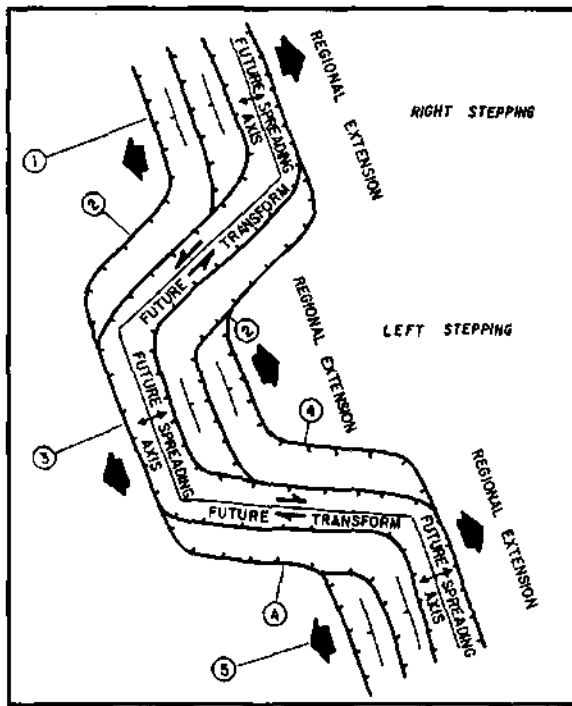 FUTURE SPREADING
AXIS
REGIONAL EXTENSION
RIGHT STEPPING
1
2
FUTURE TRANSFORM
REGIONAL EXTENSION
LEFT STEPPING
2
FUTURE SPREADING
AXIS
3
4
REGIONAL EXTENSION
FUTURE TRANSFORM
FUTURE SPREADING
AXIS
4
5